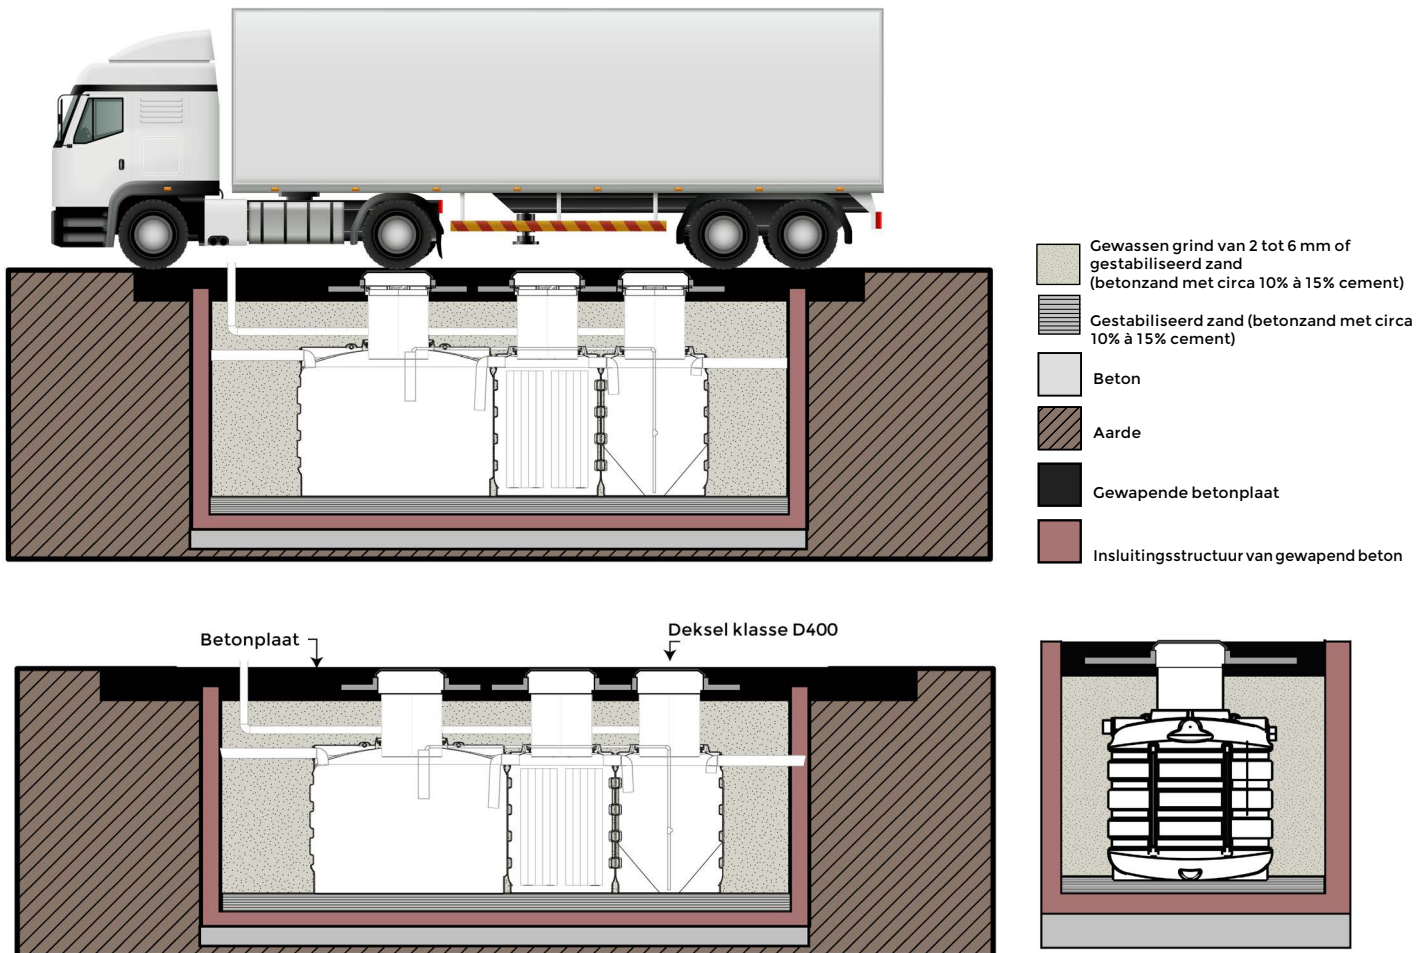 Gewassen grind van 2 tot 6 mm of
gestabiliseerd zand
(betonzand met circa 10% à 15% cement)
Gestabiliseerd zand (betonzand met circa
10% à 15% cement)
Beton
Aarde
Gewapende betonplaat
Insluitingsstructuur van gewapend beton
Betonplaat
Deksel klasse D400